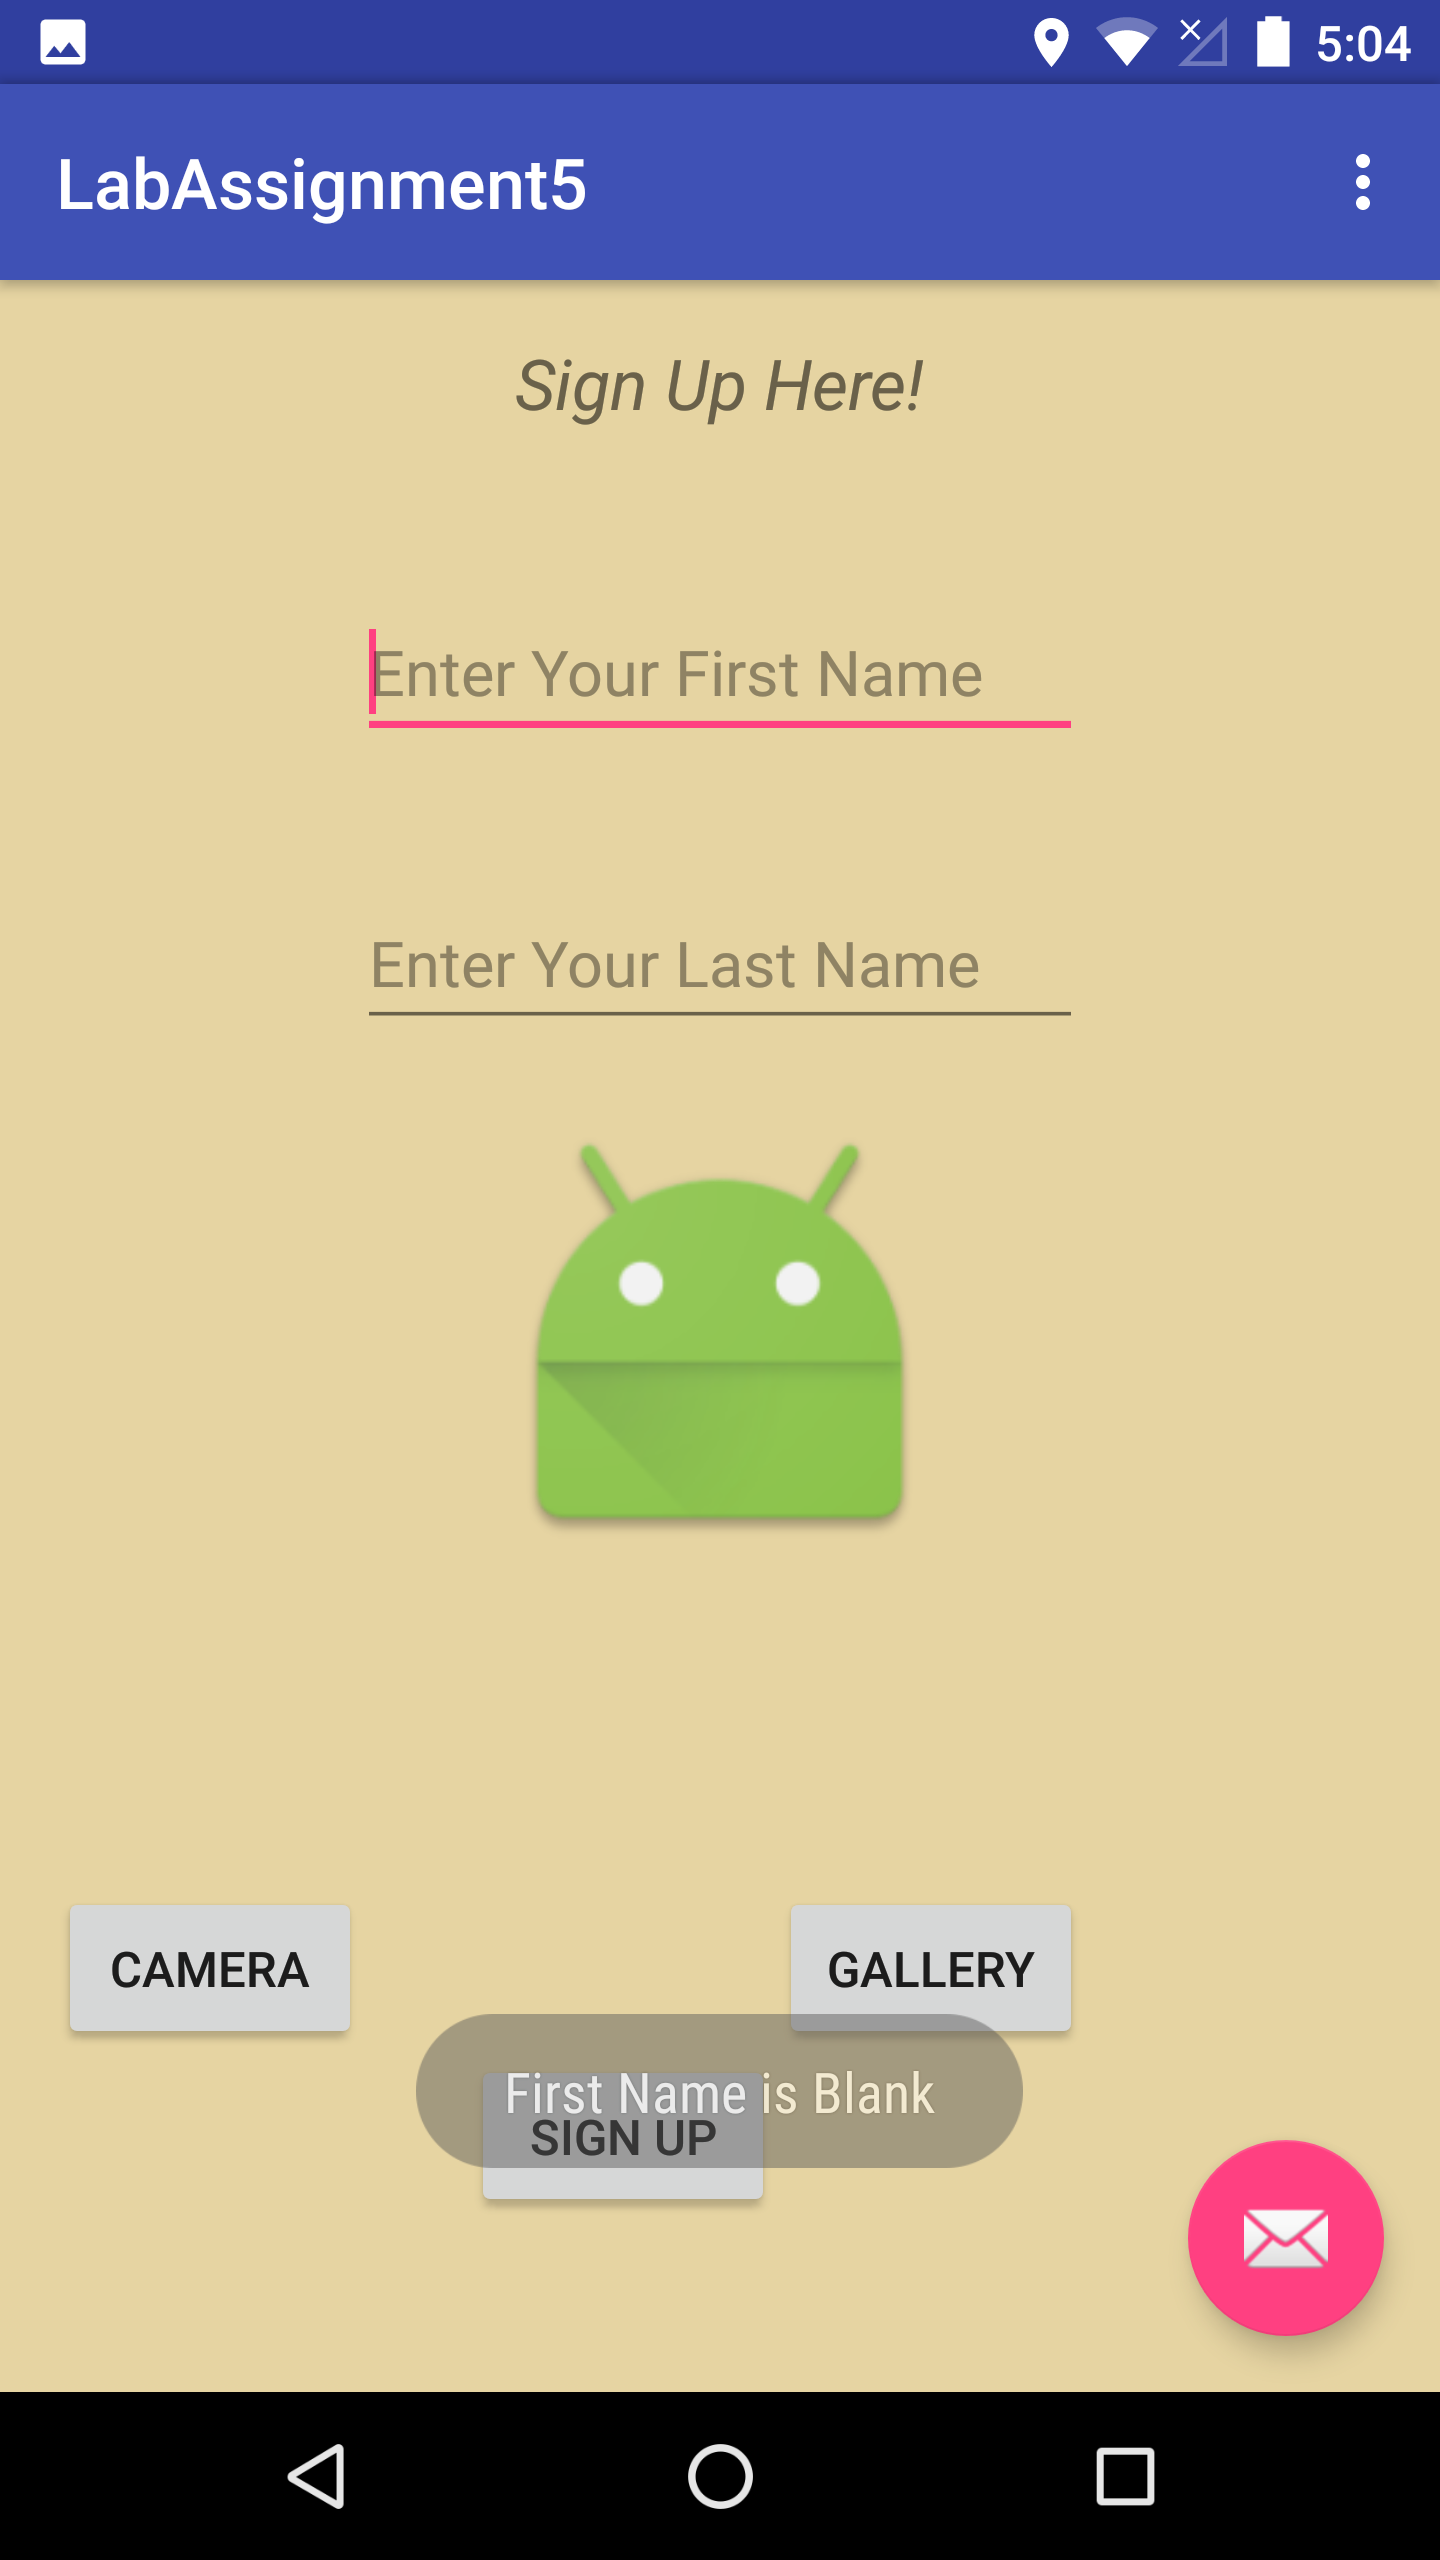 5:04
LabAssignment5
Sign Up Here!
Enter Your First Name
Enter Your Last Name
CAMERA
GALLERY
First Name is Blank
SIGN UP